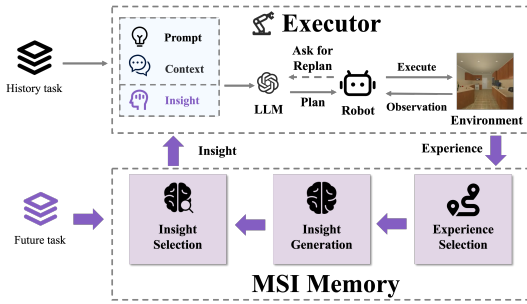 Executor
Prompt
Context
Insight
History task
LLM
Ask for
Replan
Plan
Robot
Execute
Observation
Environment
Insight
Experience
Future task
Insight
Selection
Insight
Generation
Experience
Selection
MSI Memory